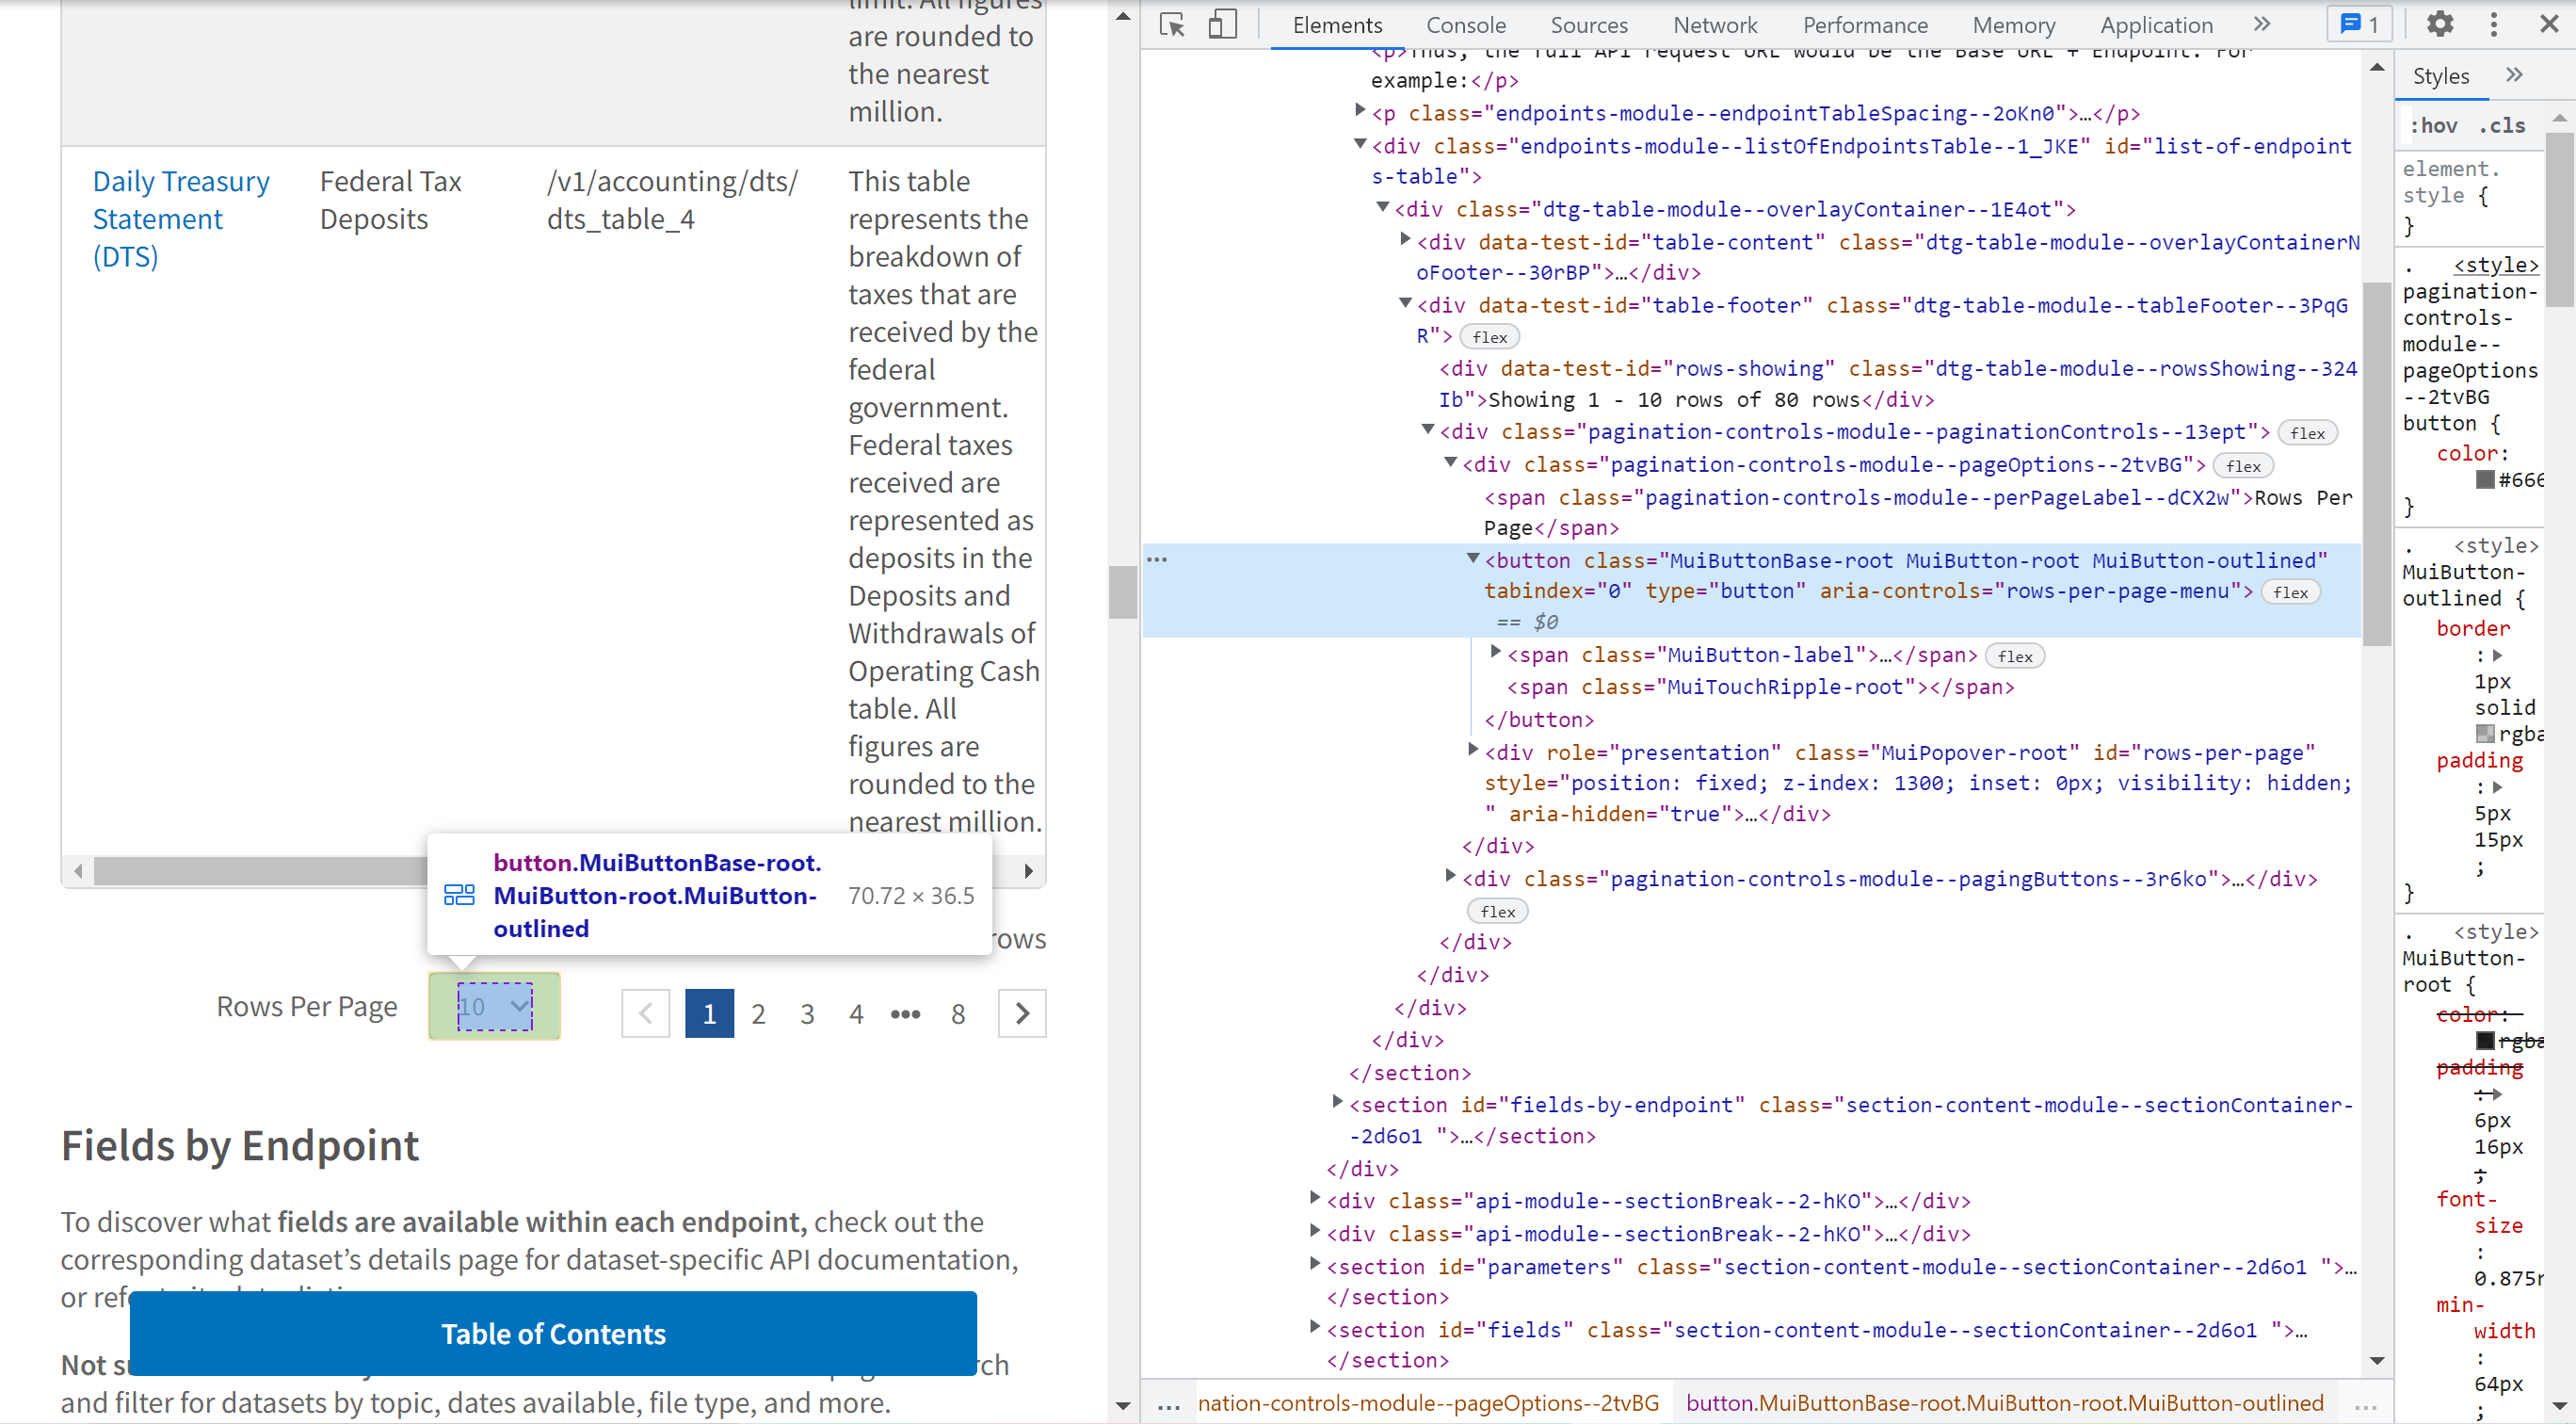 are rounded to
the nearest
million.
Daily Treasury
Statement
(DTS)
Federal Tax
Deposits
/v1/accounting/dts/
dts_table_4
This table
represents the
breakdown of
taxes that are
received by the
federal
government.
Federal taxes
received are
represented as
deposits in the
Deposits and
Withdrawals of
Operating Cash
table. All
figures are
rounded to the
nearest million.
button.MuiButtonBase-root.
MuiButton-root.MuiButton-
outlined
70.72 × 36.5
rows
Rows Per Page
10
1 2 3 4 ••• 8
Fields by Endpoint
To discover what fields are available within each endpoint, check out the
corresponding dataset’s details page for dataset-specific API documentation,
Table of Contents
and filter for datasets by topic, dates available, file type, and more.
Elements Console Sources Network Performance Memory Application » 1
<p>Thus, the full API request URL would be the Base URL + Endpoint. For
example:</p>
<p class="endpoints-module--endpointTableSpacing--2oKn0">…</p>
<div class="endpoints-module--listOfEndpointsTable--1_JKE" id="list-of-endpoint
s-table">
<div class="dtg-table-module--overlayContainer--1E4ot">
<div data-test-id="table-content" class="dtg-table-module--overlayContainerN
oFooter--30rBP">…</div>
<div data-test-id="table-footer" class="dtg-table-module--tableFooter--3PqG
R"> flex
<div data-test-id="rows-showing" class="dtg-table-module--rowsShowing--324
Ib">Showing 1 - 10 rows of 80 rows</div>
<div class="pagination-controls-module--paginationControls--13ept"> flex
<div class="pagination-controls-module--pageOptions--2tvBG"> flex
<span class="pagination-controls-module--perPageLabel--dCX2w">Rows Per
Page</span>
<button class="MuiButtonBase-root MuiButton-root MuiButton-outlined"
tabindex="0" type="button" aria-controls="rows-per-page-menu"> flex
== $0
<span class="MuiButton-label">…</span> flex
<span class="MuiTouchRipple-root"></span>
</button>
<div role="presentation" class="MuiPopover-root" id="rows-per-page"
style="position: fixed; z-index: 1300; inset: 0px; visibility: hidden;
" aria-hidden="true">…</div>
</div>
<div class="pagination-controls-module--pagingButtons--3r6ko">…</div>
flex
</div>
</div>
</div>
</div>
</section>
<section id="fields-by-endpoint" class="section-content-module--sectionContainer-
-2d6o1 ">…</section>
</div>
<div class="api-module--sectionBreak--2-hKO">…</div>
<div class="api-module--sectionBreak--2-hKO">…</div>
<section id="parameters" class="section-content-module--sectionContainer--2d6o1 ">…
</section>
<section id="fields" class="section-content-module--sectionContainer--2d6o1 ">…
</section>
... nation-controls-module--pageOptions--2tvBG button.MuiButtonBase-root.MuiButton-root.MuiButton-outlined ...
Styles »
:hov .cls
element.
style {
}
. <style>
pagination-
controls-
module--
pageOptions
--2tvBG
button {
color:
#666
}
. <style>
MuiButton-
outlined {
border
:
1px
solid
rgba
padding
:
5px
15px
;
}
. <style>
MuiButton-
root {
color:
rgba
padding
:
6px
16px
;
font-
size
:
0.875r
min-
width
:
64px
;